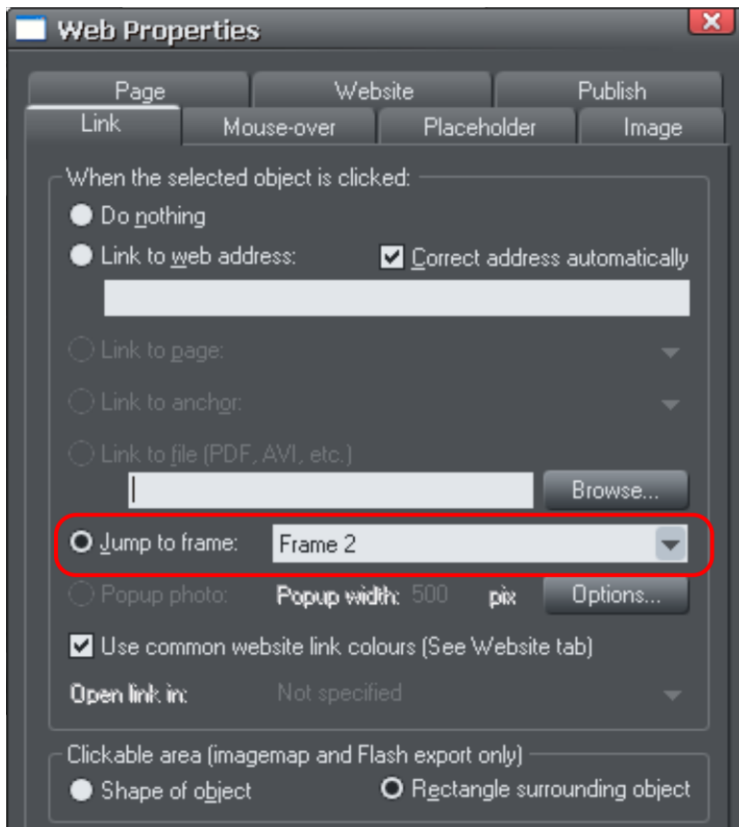 Web Properties
Page Website Publish
Link Mouse-over Placeholder Image
When the selected object is clicked:
Do nothing
Link to web address: Correct address automatically
Link to page:
Link to anchor:
Link to file (PDF, AVI, etc.)
Browse...
Jump to frame: Frame 2
Popup photo: Popup width: 500 pix Options...
Use common website link colours (See Website tab)
Open link in: Not specified
Clickable area (imagemap and Flash export only)
Shape of object Rectangle surrounding object